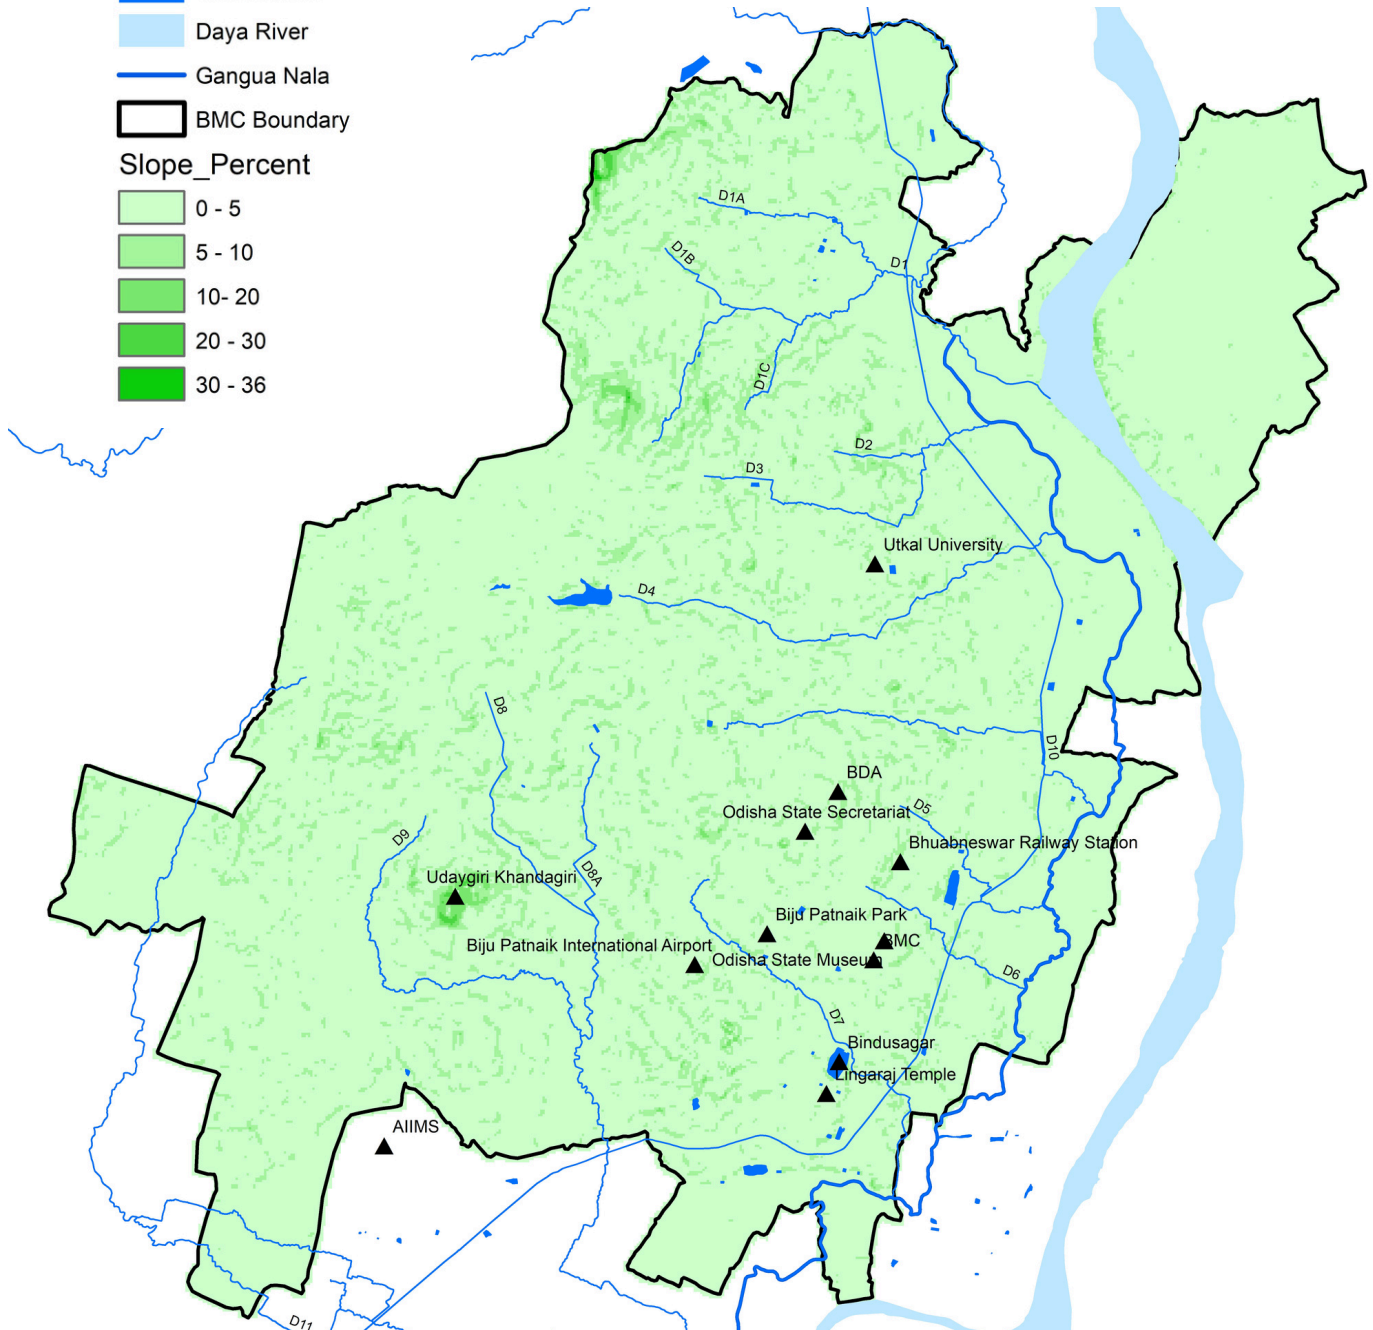 Daya River
Gangua Nala
BMC Boundary
Slope_Percent
0 - 5
5 - 10
10- 20
20 - 30
30 - 36
D1A
D1B
D1
D1C
D2
D3
Utkal University
D4
D8
D10
BDA
Odisha State Secretariat
D5
D9
Bhuabneswar Railway Station
Udaygiri Khandagiri
D8A
Biju Patnaik Park
BMC
Biju Patnaik International Airport
Odisha State Museum
D6
D7
Bindusagar
Lingaraj Temple
AIIMS
D11